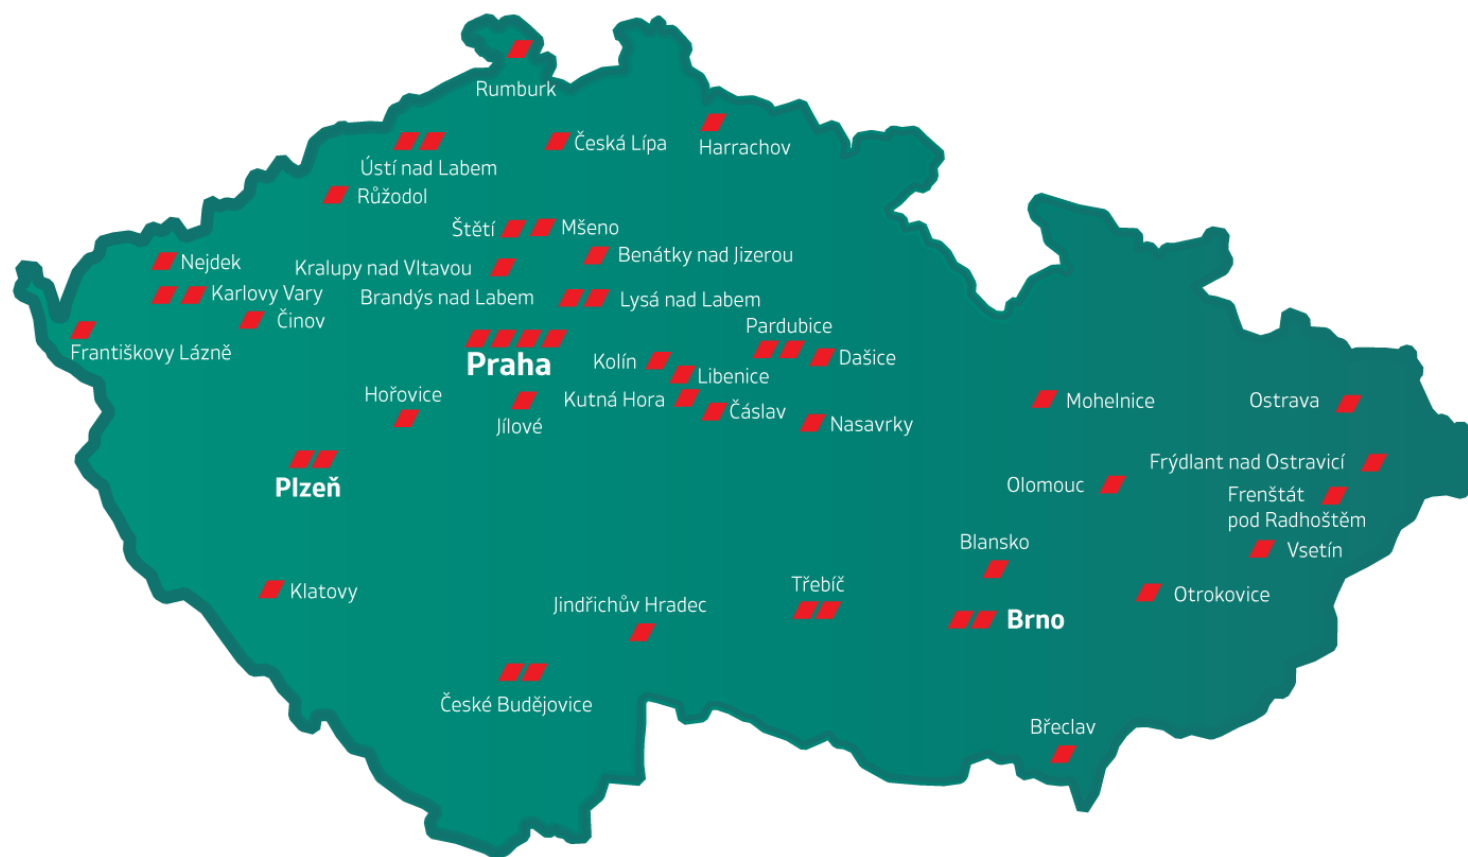 Rumburk
Česká Lípa
Harrachov
Ústí nad Labem
Růžodol
Štětí
Mšeno
Benátky nad Jizerou
Nejdek
Kralupy nad Vltavou
Karlovy Vary
Brandýs nad Labem
Lysá nad Labem
Činov
Pardubice
Františkovy Lázně
Praha
Kolín
Dašice
Libenice
Hořovice
Kutná Hora
Čáslav
Jílové
Nasavrky
Mohelnice
Ostrava
Plzeň
Frýdlant nad Ostravicí
Olomouc
Frenštát
pod Radhoštěm
Blansko
Vsetín
Klatovy
Třebíč
Otrokovice
Jindřichův Hradec
Brno
České Budějovice
Břeclav